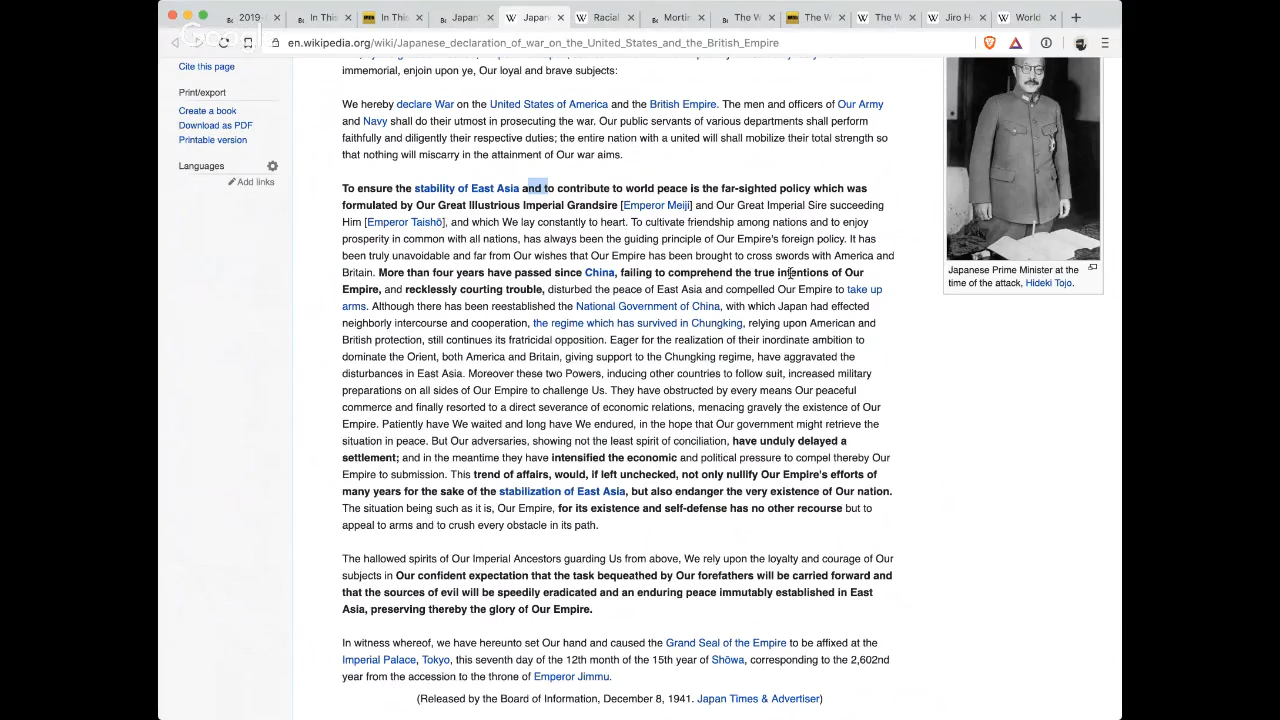 2019-
In This
In This
Japan
Japan
Racial
Mortin
The W
The W
The W
Jiro H
World
en.wikipedia.org/wiki/Japanese_declaration_of_war_on_the_United_States_and_the_British_Empire
Cite this page
Print/export
Create a book
Download as PDF
Printable version
Languages
Add links
immemorial, enjoin upon ye, Our loyal and brave subjects:
We hereby declare War on the United States of America and the British Empire. The men and officers of Our Army
and Navy shall do their utmost in prosecuting the war. Our public servants of various departments shall perform
faithfully and diligently their respective duties; the entire nation with a united will shall mobilize their total strength so
that nothing will miscarry in the attainment of Our war aims.
To ensure the stability of East Asia and to contribute to world peace is the far-sighted policy which was
formulated by Our Great Illustrious Imperial Grandsire [Emperor Meiji] and Our Great Imperial Sire succeeding
Him [Emperor Taishō], and which We lay constantly to heart. To cultivate friendship among nations and to enjoy
prosperity in common with all nations, has always been the guiding principle of Our Empire's foreign policy. It has
been truly unavoidable and far from Our wishes that Our Empire has been brought to cross swords with America and
Britain. More than four years have passed since China, failing to comprehend the true intentions of Our
Empire, and recklessly courting trouble, disturbed the peace of East Asia and compelled Our Empire to take up
arms. Although there has been reestablished the National Government of China, with which Japan had effected
neighborly intercourse and cooperation, the regime which has survived in Chungking, relying upon American and
British protection, still continues its fratricidal opposition. Eager for the realization of their inordinate ambition to
dominate the Orient, both America and Britain, giving support to the Chungking regime, have aggravated the
disturbances in East Asia. Moreover these two Powers, inducing other countries to follow suit, increased military
preparations on all sides of Our Empire to challenge Us. They have obstructed by every means Our peaceful
commerce and finally resorted to a direct severance of economic relations, menacing gravely the existence of Our
Empire. Patiently have We waited and long have We endured, in the hope that Our government might retrieve the
situation in peace. But Our adversaries, showing not the least spirit of conciliation, have unduly delayed a
settlement; and in the meantime they have intensified the economic and political pressure to compel thereby Our
Empire to submission. This trend of affairs, would, if left unchecked, not only nullify Our Empire's efforts of
many years for the sake of the stabilization of East Asia, but also endanger the very existence of Our nation.
The situation being such as it is, Our Empire, for its existence and self-defense has no other recourse but to
appeal to arms and to crush every obstacle in its path.
The hallowed spirits of Our Imperial Ancestors guarding Us from above, We rely upon the loyalty and courage of Our
subjects in Our confident expectation that the task bequeathed by Our forefathers will be carried forward and
that the sources of evil will be speedily eradicated and an enduring peace immutably established in East
Asia, preserving thereby the glory of Our Empire.
In witness whereof, we have hereunto set Our hand and caused the Grand Seal of the Empire to be affixed at the
Imperial Palace, Tokyo, this seventh day of the 12th month of the 15th year of Shōwa, corresponding to the 2,602nd
year from the accession to the throne of Emperor Jimmu.
(Released by the Board of Information, December 8, 1941. Japan Times & Advertiser)
Japanese Prime Minister at the
time of the attack, Hideki Tojo.